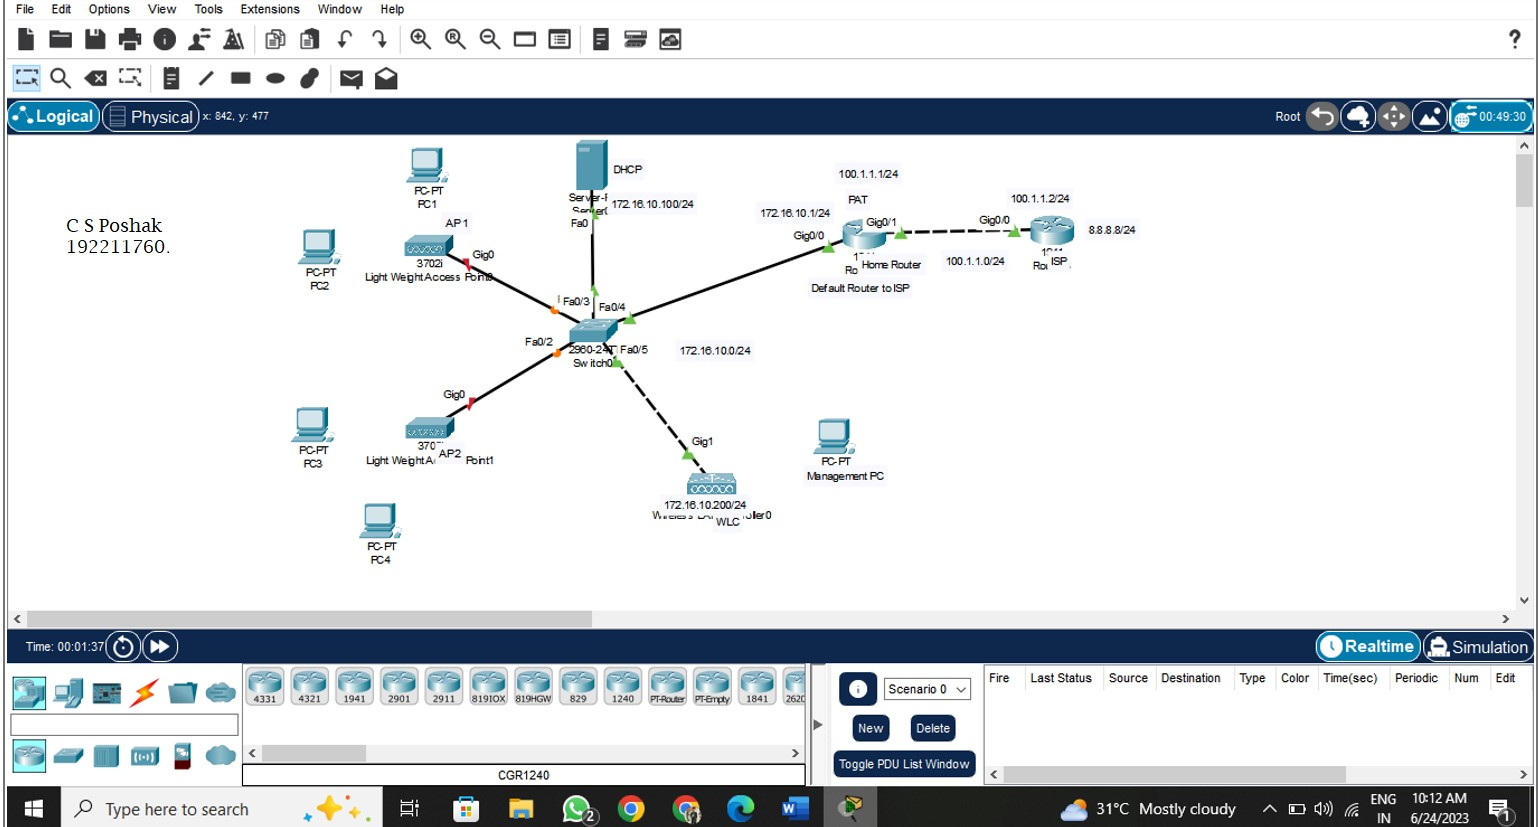 File Edit Options View Tools Extensions Window Help
?
Logical Physical x: 842, y: 477 Root 00:49:30
C S Poshak
192211760.
PC-PT
PC1
PC-PT
PC2
AP1
Gig0
3702i
Light Weight Access Point0
DHCP
172.16.10.100/24
Fa0
Fa0/3 Fa0/4
Fa0/2
2960-24T Fa0/5
Switch0
172.16.10.0/24
100.1.1.1/24
PAT
172.16.10.1/24
Gig0/1
Gig0/0
Home Router
Default Router to ISP
100.1.1.2/24
Gig0/0
8.8.8.8/24
ISP
100.1.1.0/24
Gig0
AP2
Point1
PC-PT
PC3
PC-PT
PC4
Gig1
172.16.10.200/24
WLC
PC-PT
Management PC
Time: 00:01:37 Realtime Simulation
4331 4321 1941 2901 2911 819IOX 819HGW 829 1240 PT-Router PT-Empty 1841 262
CGR1240
Scenario 0
New Delete
Toggle PDU List Window
Fire Last Status Source Destination Type Color Time(sec) Periodic Num Edit
Type here to search
2
31°C Mostly cloudy
ENG
IN
10:12 AM
6/24/2023
1